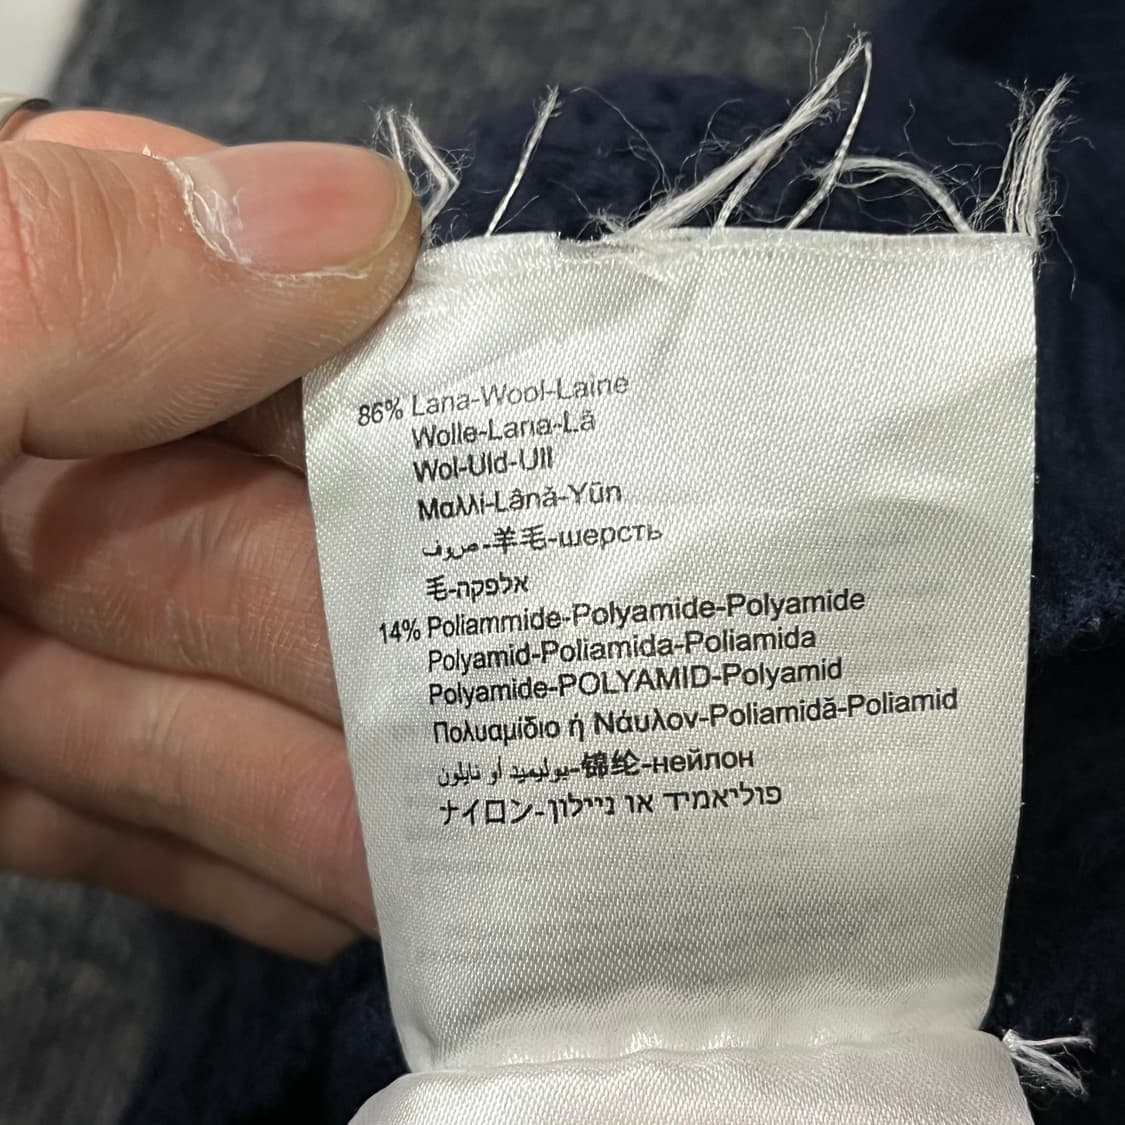 86% Lana-Wool-Laine
Wolle-Lana-Lã
Wol-Uld-Ull
Μαλλί-Lână-Yün
صوف-羊毛-шерсть
毛-אלפקה
14% Poliammide-Polyamide-Polyamide
Polyamid-Poliamida-Poliamida
Polyamide-POLYAMID-Polyamid
Πολυαμίδιο ή Νάυλον-Poliamidă-Poliamid
بوليميد أو نايلون-锦纶-нейлон
ナイロン-פוליאמיד או ניילון